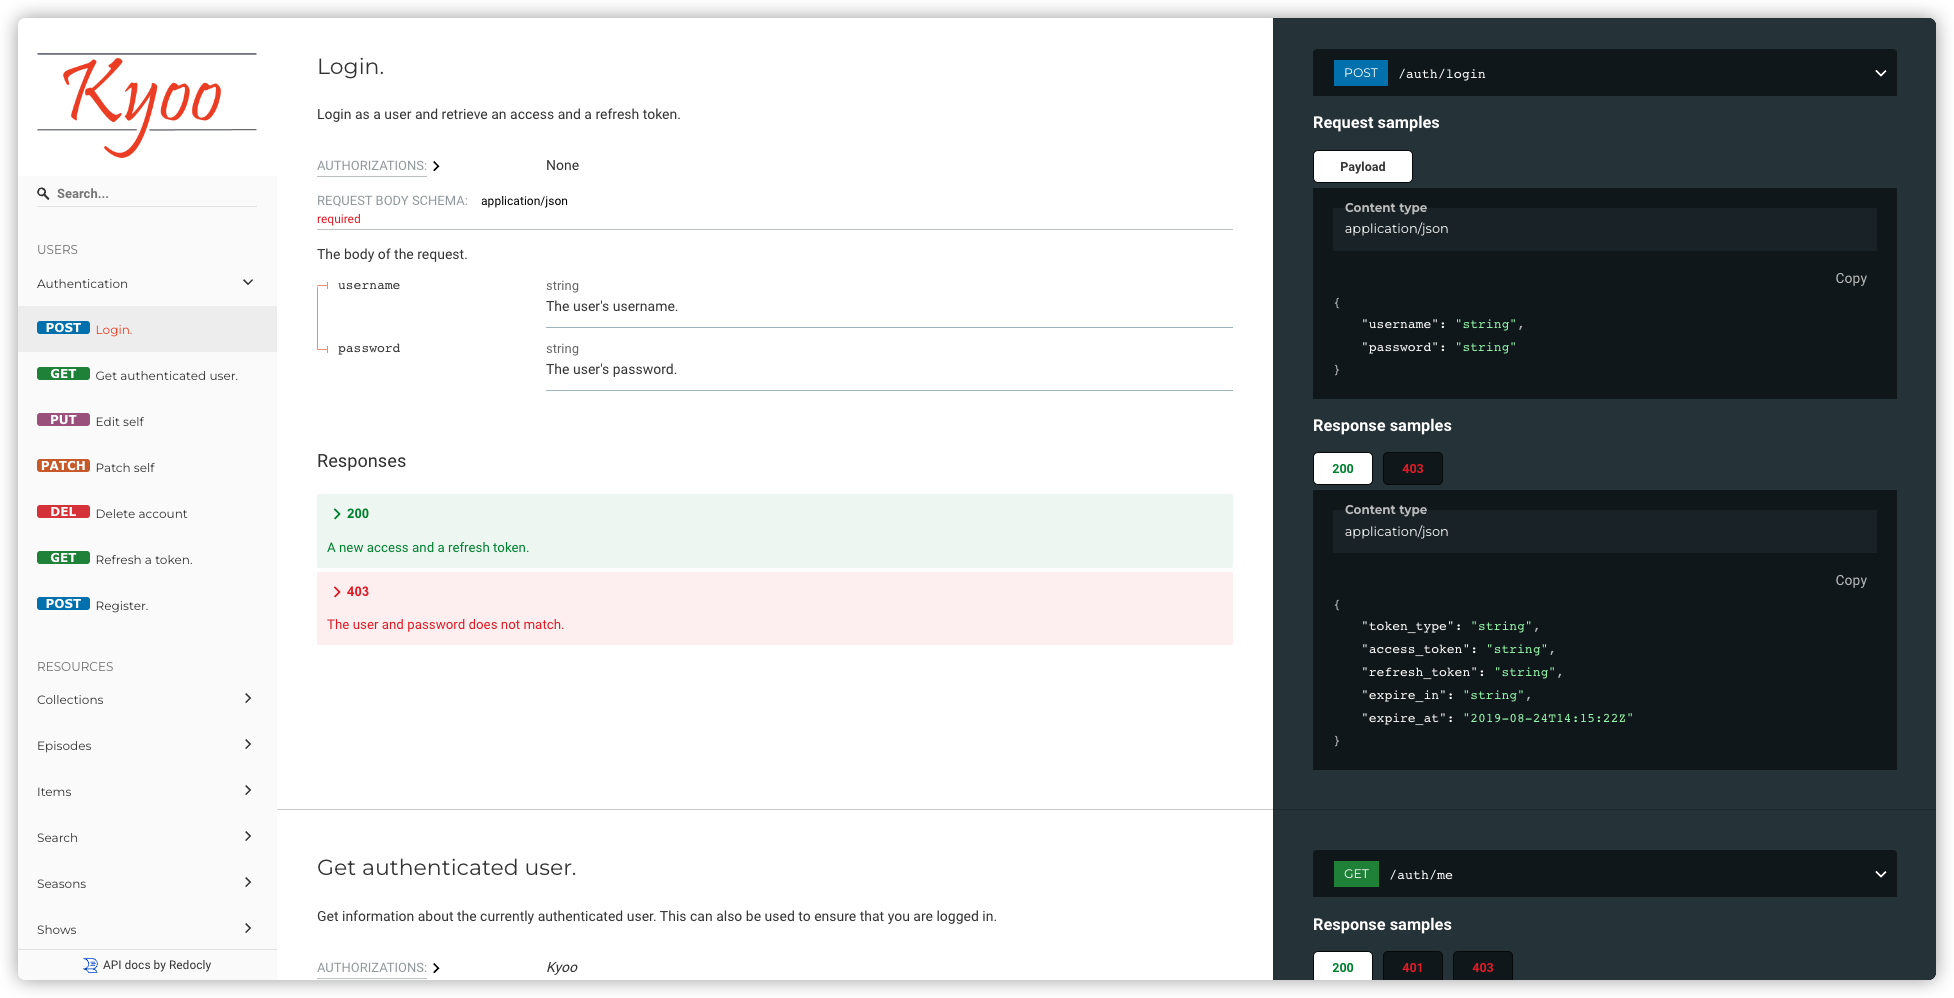 Kyoo
Search...
USERS
Authentication
POST Login.
GET Get authenticated user.
PUT Edit self
PATCH Patch self
DEL Delete account
GET Refresh a token.
POST Register.
RESOURCES
Collections
Episodes
Items
Search
Seasons
Shows
API docs by Redocly
Login.
Login as a user and retrieve an access and a refresh token.
AUTHORIZATIONS: None
REQUEST BODY SCHEMA: application/json
required
The body of the request.
username string
The user's username.
password string
The user's password.
Responses
200
A new access and a refresh token.
403
The user and password does not match.
Get authenticated user.
Get information about the currently authenticated user. This can also be used to ensure that you are logged in.
AUTHORIZATIONS: Kyoo
POST /auth/login
Request samples
Payload
Content type
application/json
Copy
{
"username": "string",
"password": "string"
}
Response samples
200 403
Content type
application/json
Copy
{
"token_type": "string",
"access_token": "string",
"refresh_token": "string",
"expire_in": "string",
"expire_at": "2019-08-24T14:15:22Z"
}
GET /auth/me
Response samples
200 401 403